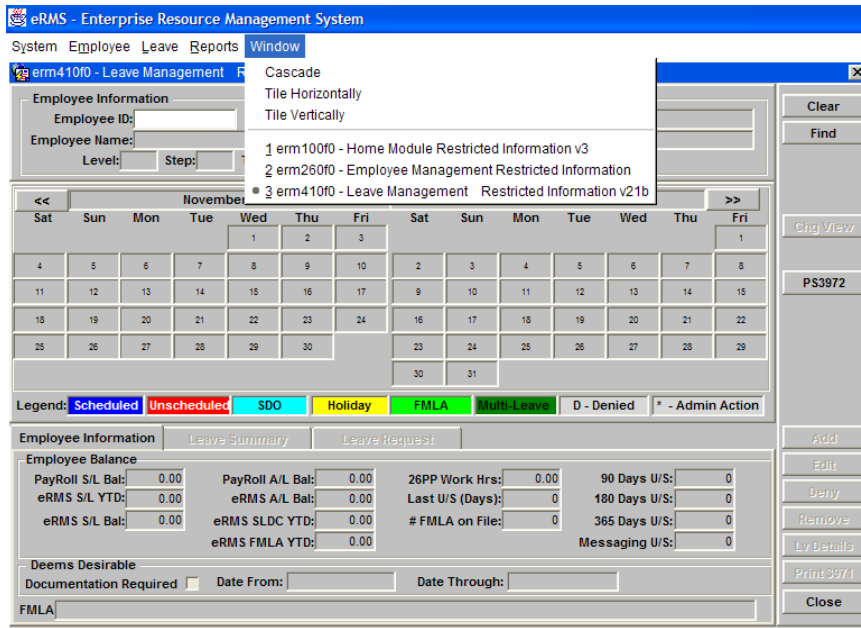 eRMS - Enterprise Resource Management System
System Employee Leave Reports Window
erm410f0 - Leave Management R
Cascade
Tile Horizontally
Tile Vertically
1 erm100f0 - Home Module Restricted Information v3
2 erm260f0 - Employee Management Restricted Information
3 erm410f0 - Leave Management Restricted Information v21b
Employee Information
Employee ID:
Employee Name:
Level: Step:
Clear
Find
Chg View
PS3972
<< November >>
Sat Sun Mon Tue Wed Thu Fri Sat Sun Mon Tue Wed Thu Fri
1 2 3 1
4 5 6 7 8 9 10 2 3 4 5 6 7 8
11 12 13 14 15 16 17 9 10 11 12 13 14 15
18 19 20 21 22 23 24 16 17 18 19 20 21 22
25 26 27 28 29 30 23 24 25 26 27 28 29
30 31
Legend: Scheduled Unscheduled SDO Holiday FMLA Multi-Leave D - Denied * - Admin Action
Employee Information Leave Summary Leave Request
Employee Balance
PayRoll S/L Bal: 0.00 PayRoll A/L Bal: 0.00 26PP Work Hrs: 0.00 90 Days U/S: 0
eRMS S/L YTD: 0.00 eRMS A/L Bal: 0.00 Last U/S (Days): 0 180 Days U/S: 0
eRMS S/L Bal: 0.00 eRMS SLDC YTD: 0.00 # FMLA on File: 0 365 Days U/S: 0
eRMS FMLA YTD: 0.00 Messaging U/S: 0
Deems Desirable
Documentation Required Date From: Date Through:
FMLA
Add
Edit
Deny
Remove
Lv Details
Print 3971
Close